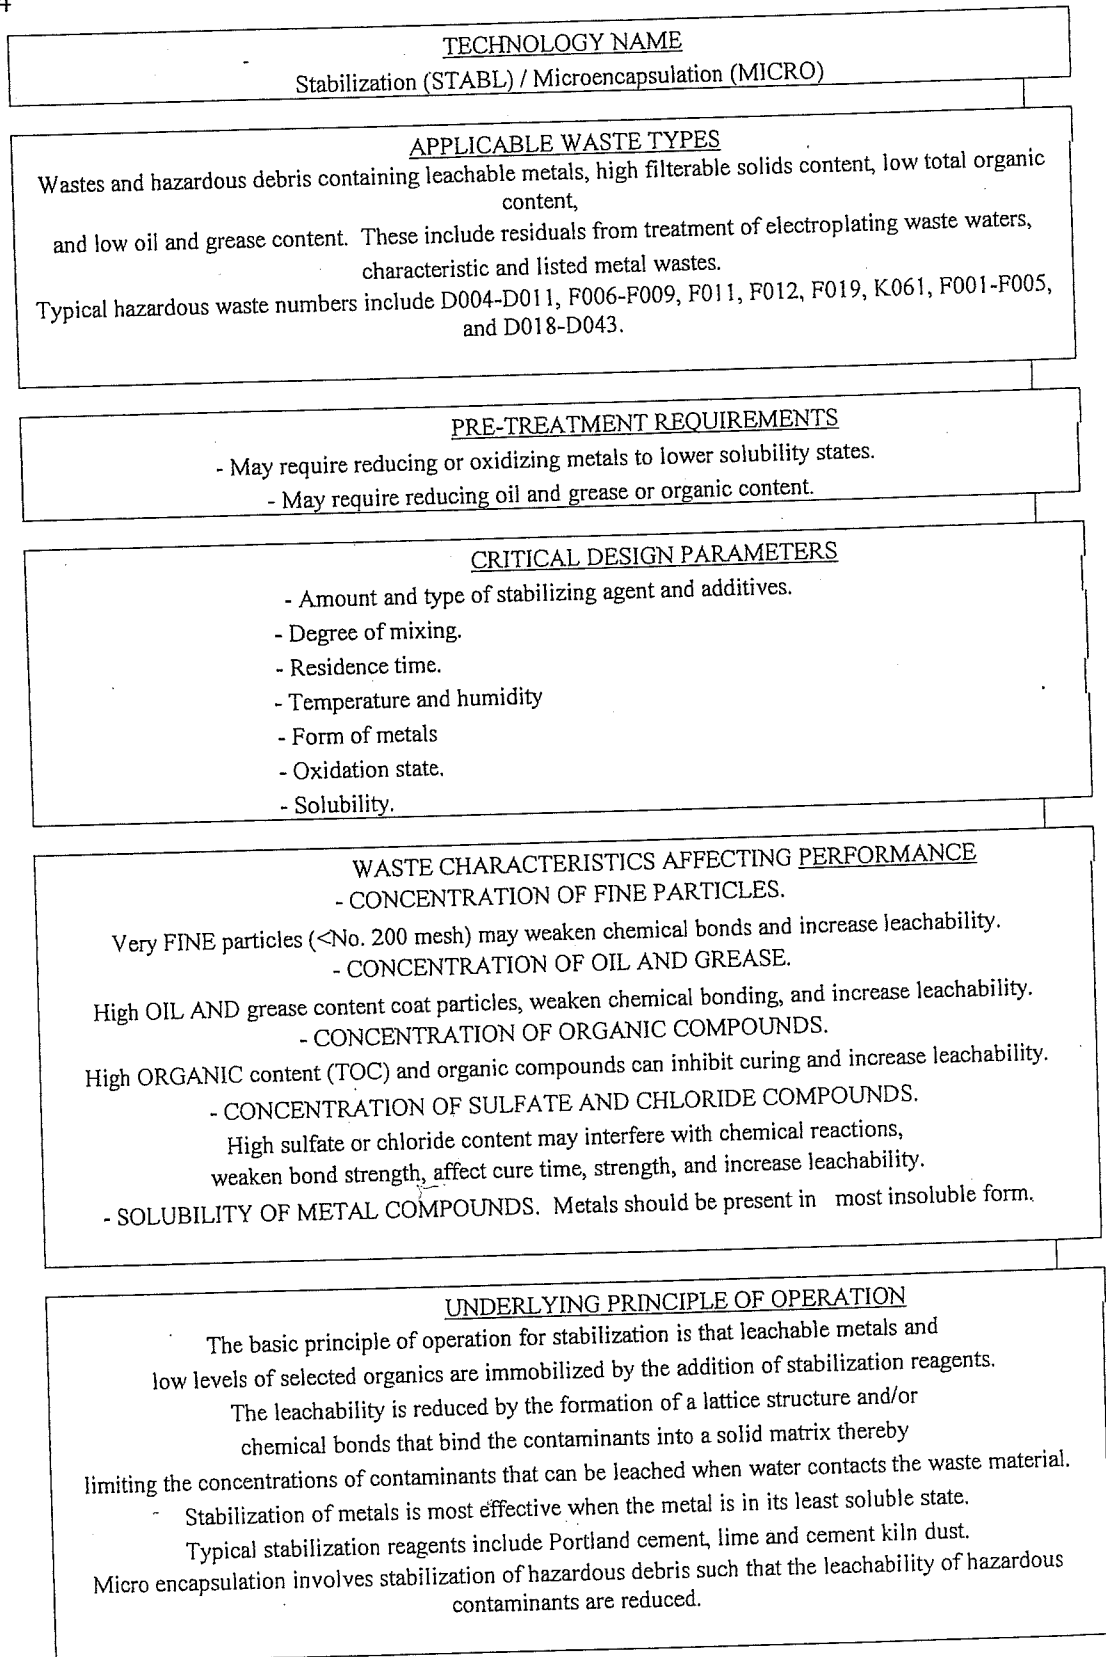 4
TECHNOLOGY NAME
Stabilization (STABL) / Microencapsulation (MICRO)
APPLICABLE WASTE TYPES
Wastes and hazardous debris containing leachable metals, high filterable solids content, low total organic
content,
and low oil and grease content. These include residuals from treatment of electroplating waste waters,
characteristic and listed metal wastes.
Typical hazardous waste numbers include D004-D011, F006-F009, F011, F012, F019, K061, F001-F005,
and D018-D043.
PRE-TREATMENT REQUIREMENTS
- May require reducing or oxidizing metals to lower solubility states.
- May require reducing oil and grease or organic content.
CRITICAL DESIGN PARAMETERS
- Amount and type of stabilizing agent and additives.
- Degree of mixing.
- Residence time.
- Temperature and humidity
- Form of metals
- Oxidation state.
- Solubility.
WASTE CHARACTERISTICS AFFECTING PERFORMANCE
- CONCENTRATION OF FINE PARTICLES.
Very FINE particles (<No. 200 mesh) may weaken chemical bonds and increase leachability.
- CONCENTRATION OF OIL AND GREASE.
High OIL AND grease content coat particles, weaken chemical bonding, and increase leachability.
- CONCENTRATION OF ORGANIC COMPOUNDS.
High ORGANIC content (TOC) and organic compounds can inhibit curing and increase leachability.
- CONCENTRATION OF SULFATE AND CHLORIDE COMPOUNDS.
High sulfate or chloride content may interfere with chemical reactions,
weaken bond strength, affect cure time, strength, and increase leachability.
- SOLUBILITY OF METAL COMPOUNDS. Metals should be present in most insoluble form.
UNDERLYING PRINCIPLE OF OPERATION
The basic principle of operation for stabilization is that leachable metals and
low levels of selected organics are immobilized by the addition of stabilization reagents.
The leachability is reduced by the formation of a lattice structure and/or
chemical bonds that bind the contaminants into a solid matrix thereby
limiting the concentrations of contaminants that can be leached when water contacts the waste material.
Stabilization of metals is most effective when the metal is in its least soluble state.
Typical stabilization reagents include Portland cement, lime and cement kiln dust.
Micro encapsulation involves stabilization of hazardous debris such that the leachability of hazardous
contaminants are reduced.